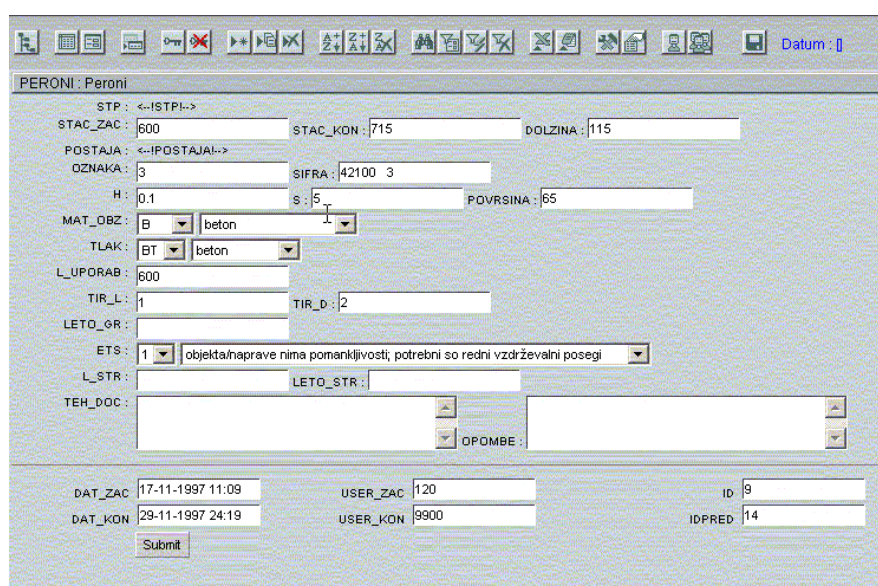 Datum : []
PERONI : Peroni
STP : <--!STP!-->
STAC_ZAC : 600 STAC_KON : 715 DOLZINA : 115
POSTAJA : <--!POSTAJA!-->
OZNAKA : 3 SIFRA : 42100 3
H : 0.1 S : 5 POVRSINA : 65
MAT_OBZ : B beton
TLAK : BT beton
L_UPORAB : 600
TIR_L : 1 TIR_D : 2
LETO_GR :
ETS : 1 objekta/naprave nima pomankljivosti; potrebni so redni vzdrževalni posegi
L_STR : LETO_STR :
TEH_DOC : OPOMBE :
DAT_ZAC 17-11-1997 11:09 USER_ZAC 120 ID 9
DAT_KON 29-11-1997 24:19 USER_KON 9900 IDPRED 14
Submit